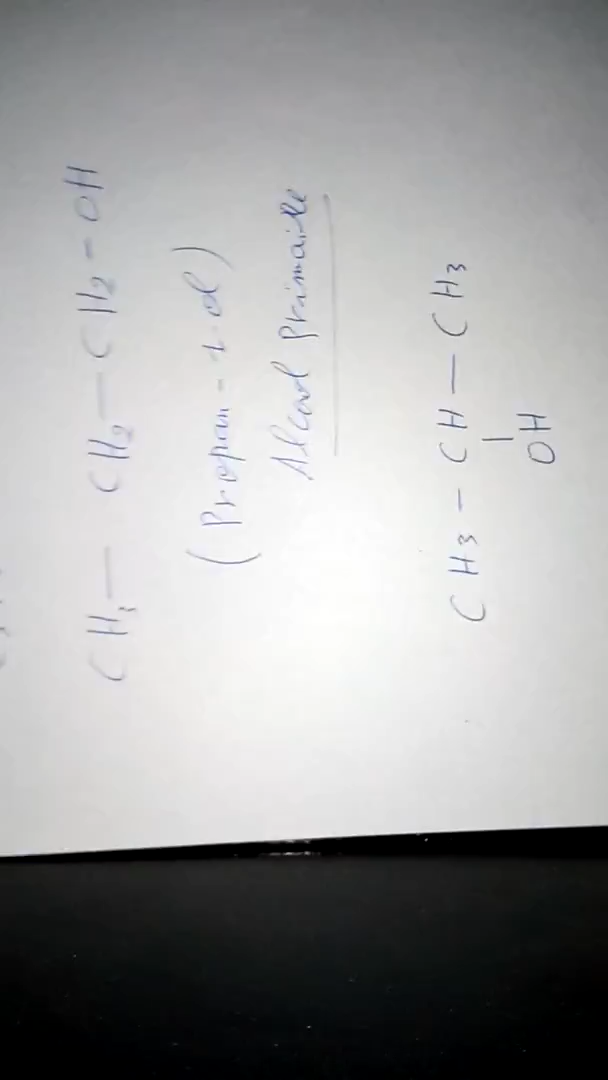 CH3 — CH2 — CH2 - OH
(Propan - 1 - ol)
Alcool primaire
CH3 - CH — CH3
|
OH